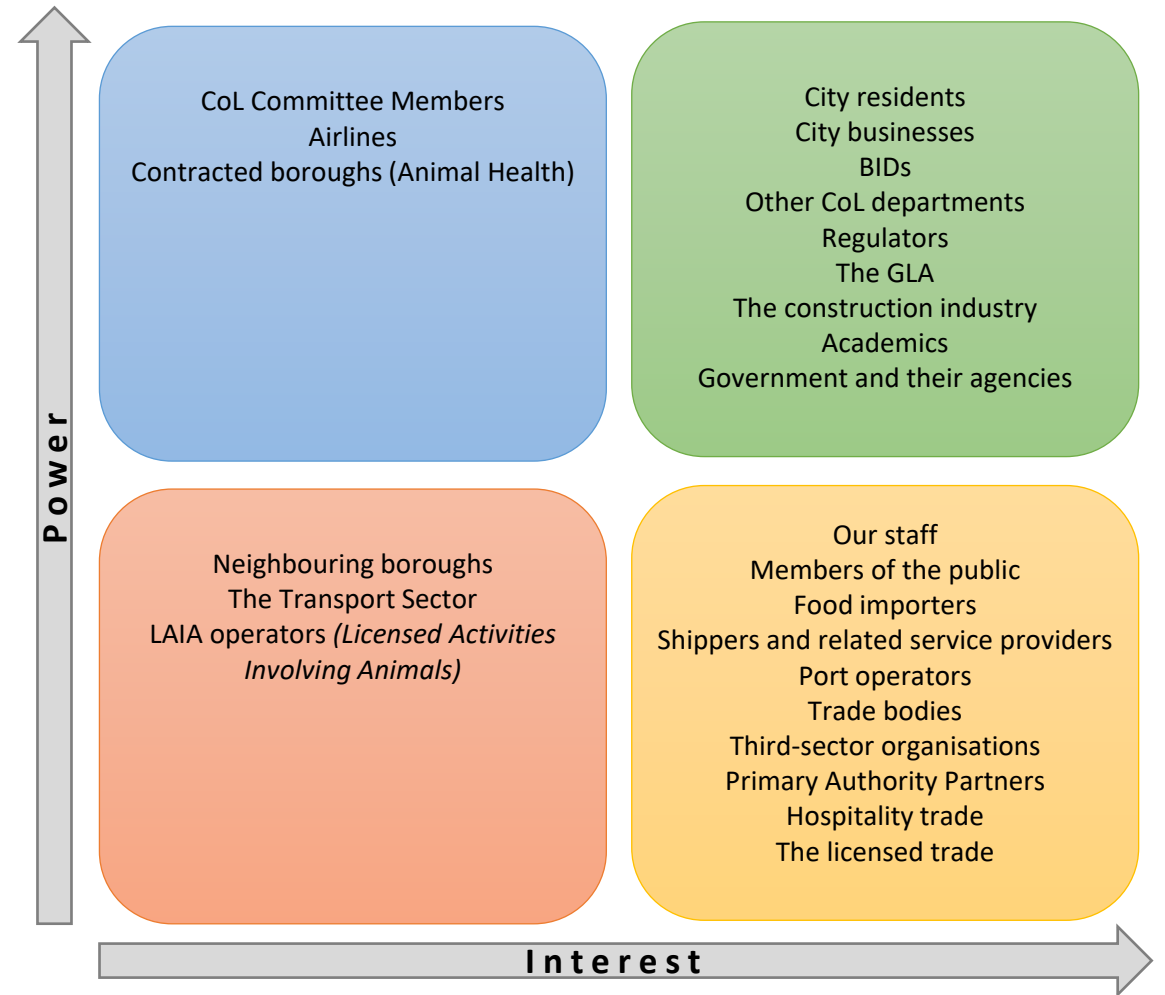 CoL Committee Members
Airlines
Contracted boroughs (Animal Health)
City residents
City businesses
BIDs
Other CoL departments
Regulators
The GLA
The construction industry
Academics
Government and their agencies
Power
Neighbouring boroughs
The Transport Sector
LAIA operators (Licensed Activities
Involving Animals)
Our staff
Members of the public
Food importers
Shippers and related service providers
Port operators
Trade bodies
Third-sector organisations
Primary Authority Partners
Hospitality trade
The licensed trade
Interest